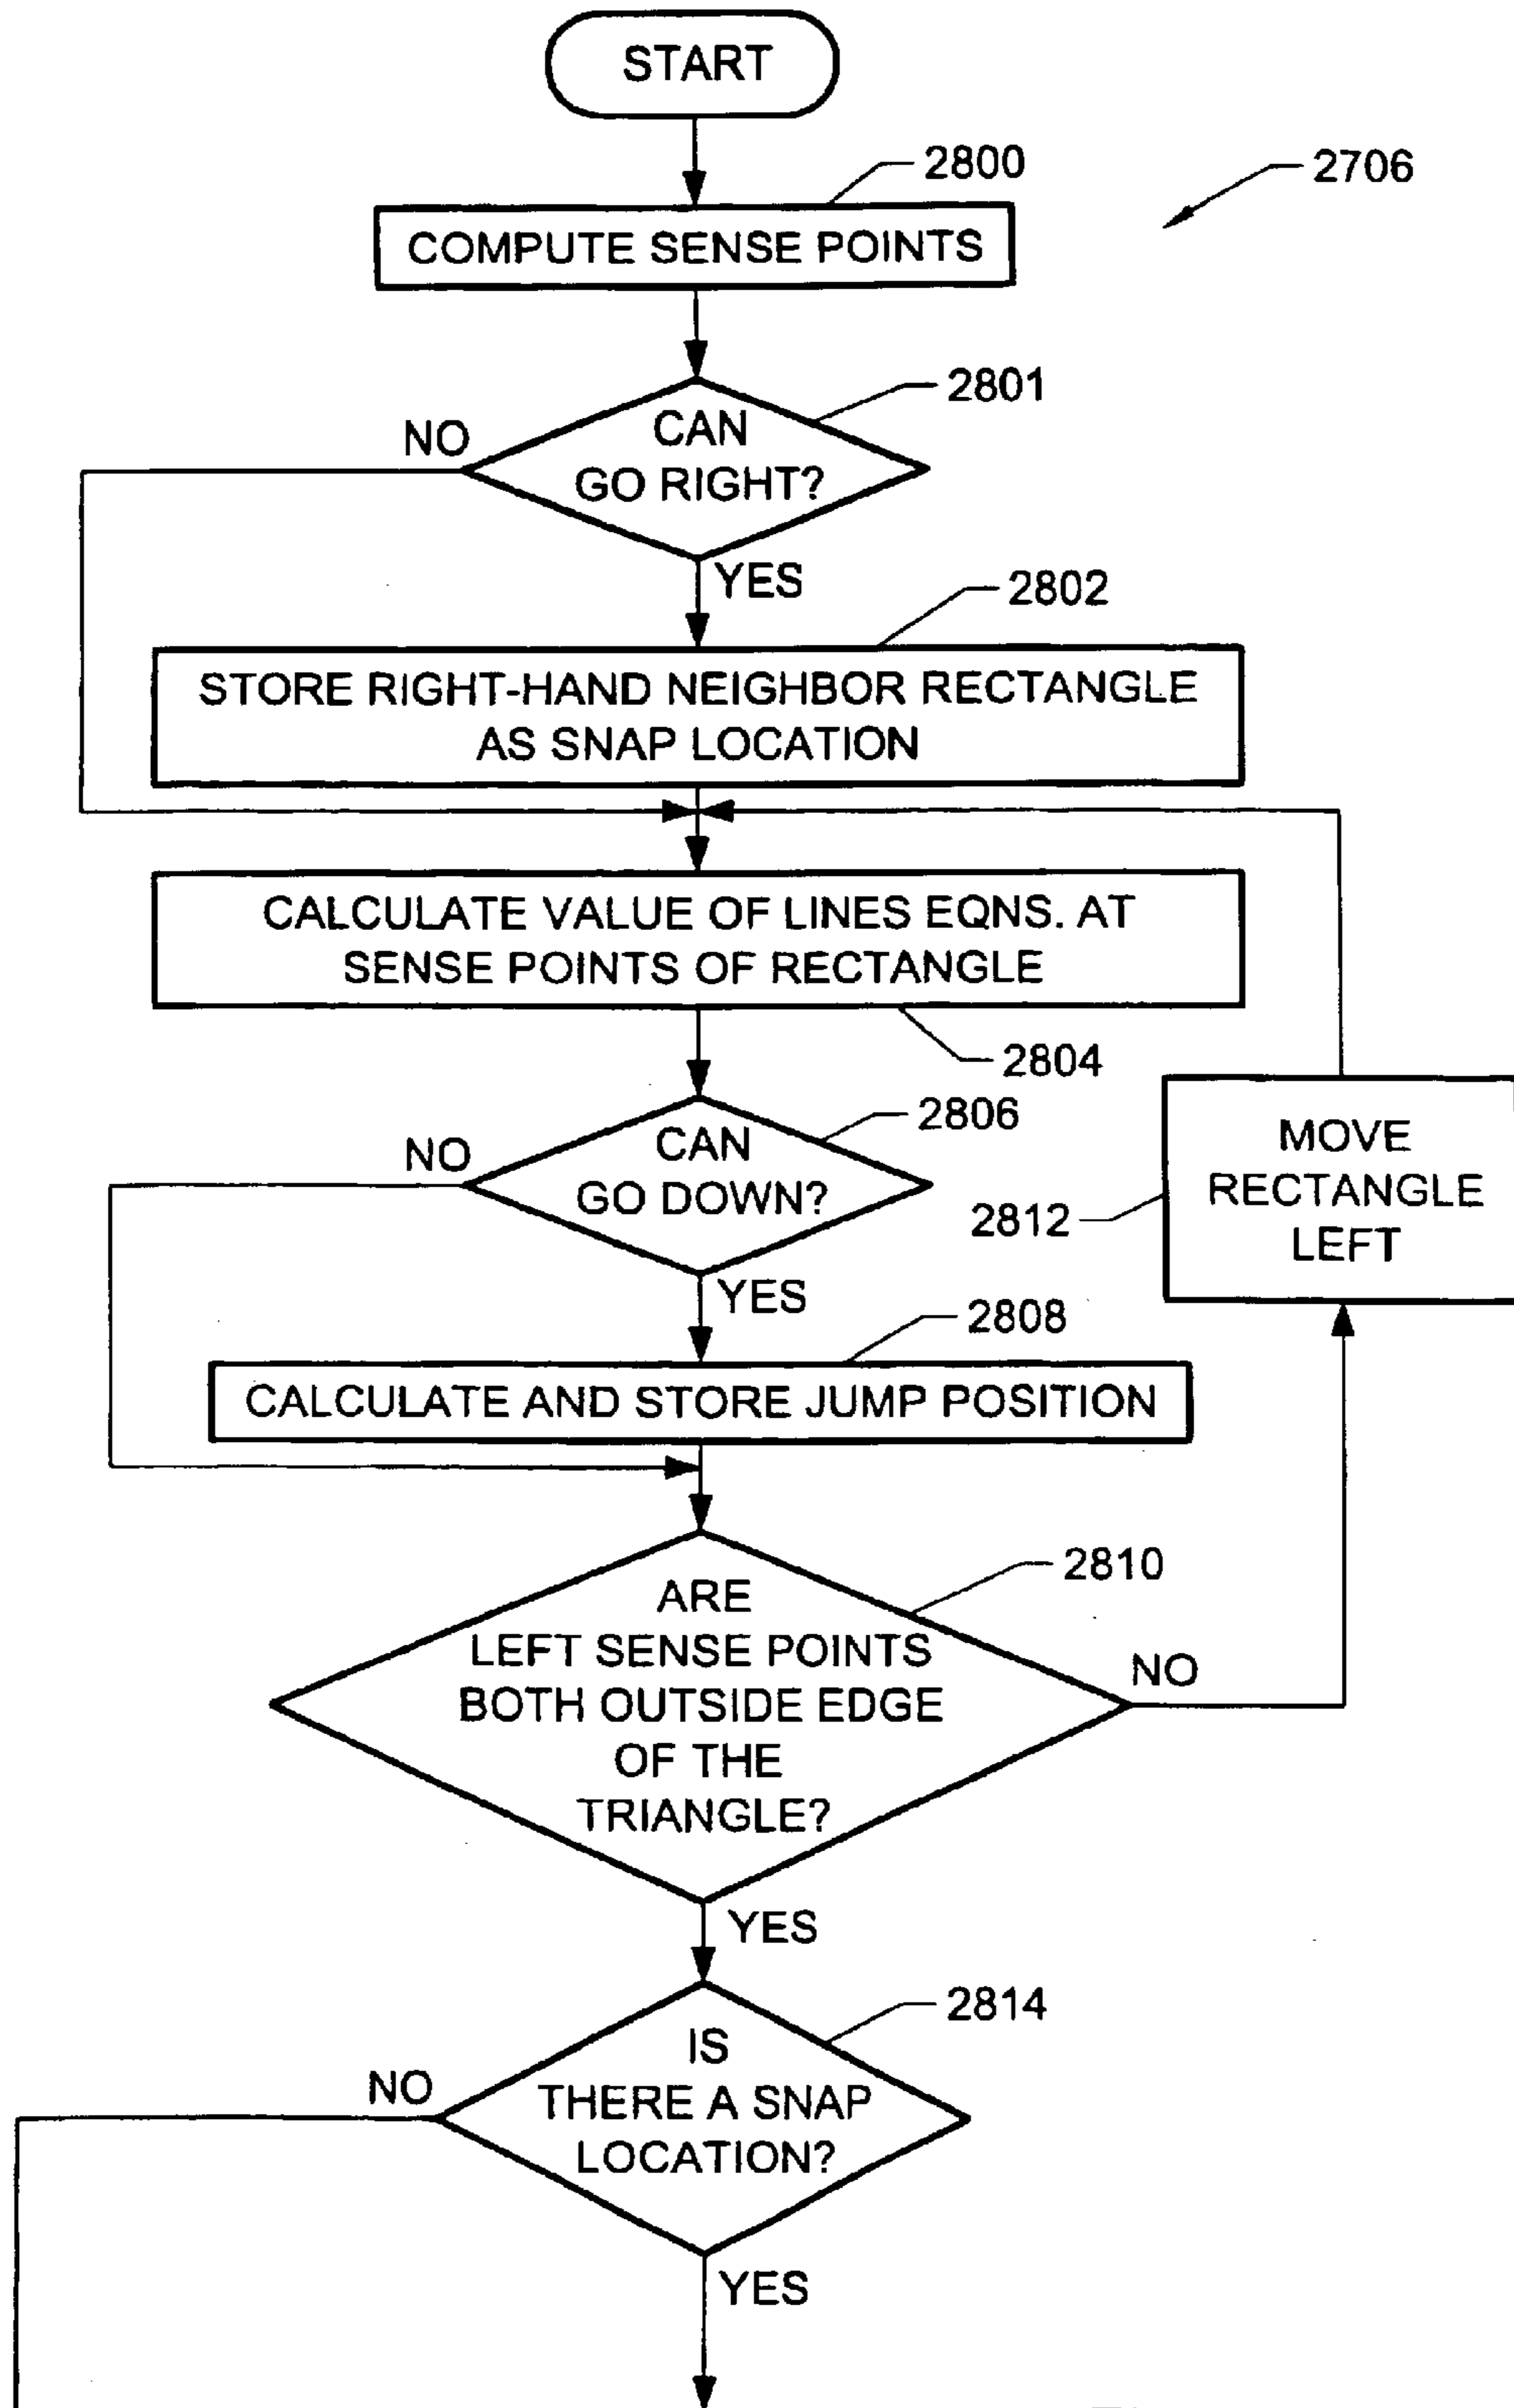 START
2800
2706
COMPUTE SENSE POINTS
2801
NO
CAN
GO RIGHT?
YES
2802
STORE RIGHT-HAND NEIGHBOR RECTANGLE
AS SNAP LOCATION
CALCULATE VALUE OF LINES EQNS. AT
SENSE POINTS OF RECTANGLE
2804
2806
NO
CAN
GO DOWN?
2812
MOVE
RECTANGLE
LEFT
YES
2808
CALCULATE AND STORE JUMP POSITION
2810
ARE
LEFT SENSE POINTS
BOTH OUTSIDE EDGE
OF THE
TRIANGLE?
NO
YES
2814
NO
IS
THERE A SNAP
LOCATION?
YES